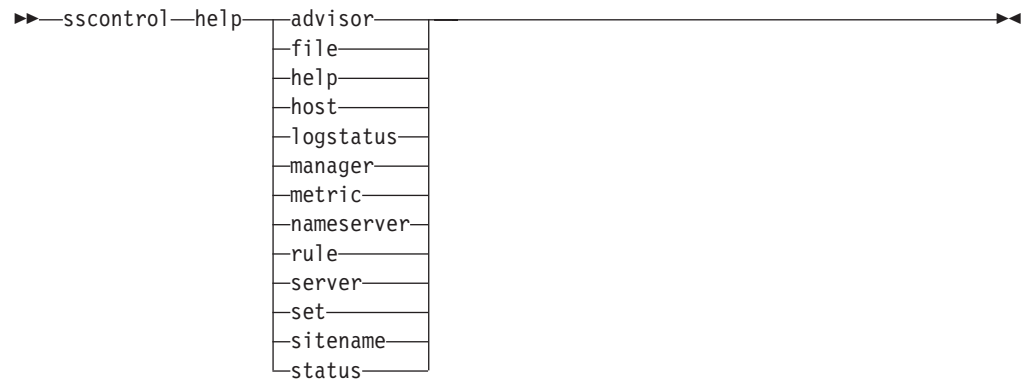 sscontrol help advisor
file
help
host
logstatus
manager
metric
nameserver
rule
server
set
sitename
status